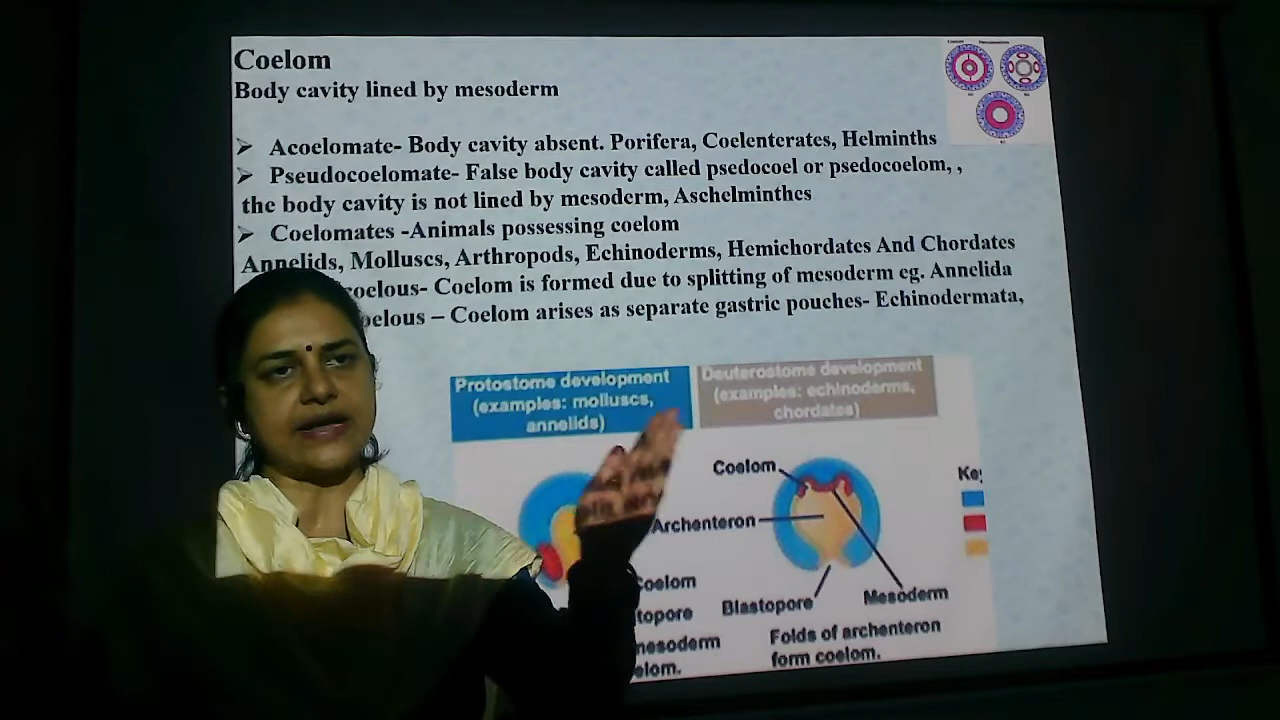 Coelom
Body cavity lined by mesoderm
➢ Acoelomate- Body cavity absent. Porifera, Coelenterates, Helminths
➢ Pseudocoelomate- False body cavity called psedocoel or psedocoelom, ,
the body cavity is not lined by mesoderm, Aschelminthes
➢ Coelomates -Animals possessing coelom
Annelids, Molluscs, Arthropods, Echinoderms, Hemichordates And Chordates
oelous- Coelom is formed due to splitting of mesoderm eg. Annelida
oelous – Coelom arises as separate gastric pouches- Echinodermata,
Protostome development
(examples: molluscs,
annelids)
Deuterostome development
(examples: echinoderms,
chordates)
Coelom
Key
Archenteron
Coelom
topore
Blastopore
Mesoderm
mesoderm
elom.
Folds of archenteron
form coelom.